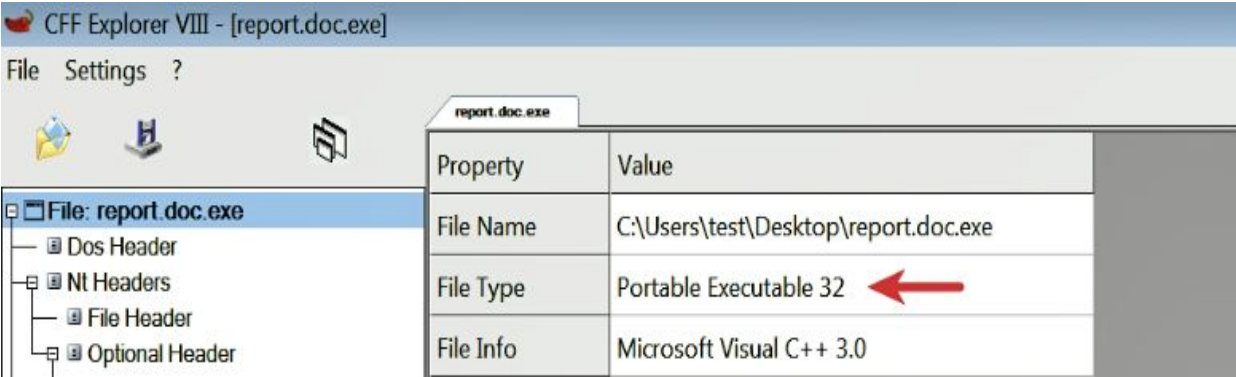 CFF Explorer VIII - [report.doc.exe]
File Settings ?
report.doc.exe
Property Value
File: report.doc.exe
File Name C:\Users\test\Desktop\report.doc.exe
Dos Header
Nt Headers
File Type Portable Executable 32
File Header
Optional Header
File Info Microsoft Visual C++ 3.0